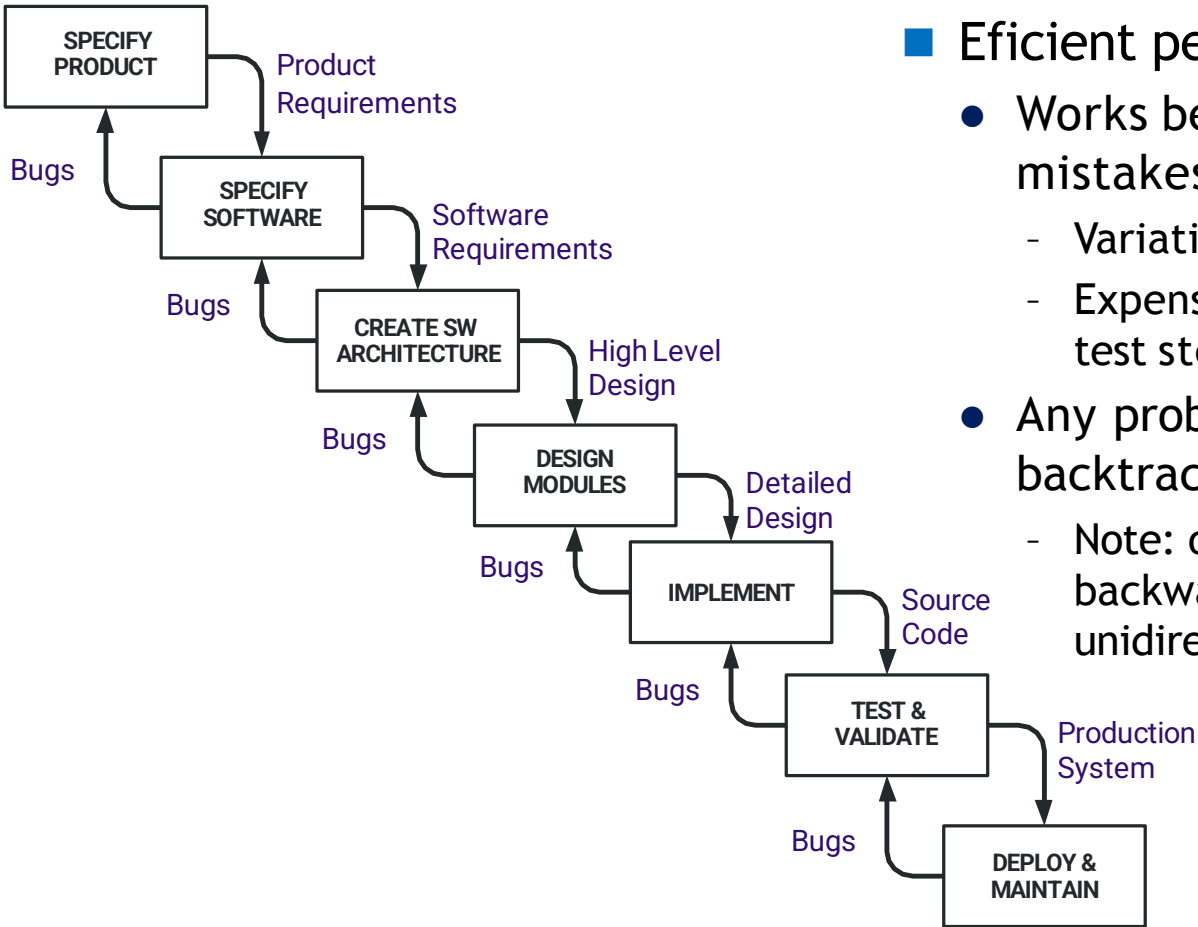 SPECIFY
PRODUCT
Product
Requirements
Bugs
SPECIFY
SOFTWARE
Software
Requirements
Bugs
CREATE SW
ARCHITECTURE
High Level
Design
Bugs
DESIGN
MODULES
Detailed
Design
Bugs
IMPLEMENT
Source
Code
Bugs
TEST &
VALIDATE
Production
System
Bugs
DEPLOY &
MAINTAIN
Eficient pe
Works be
mistakes
- Variati
- Expens
test ste
Any prob
backtrac
- Note: 
backwa
unidire